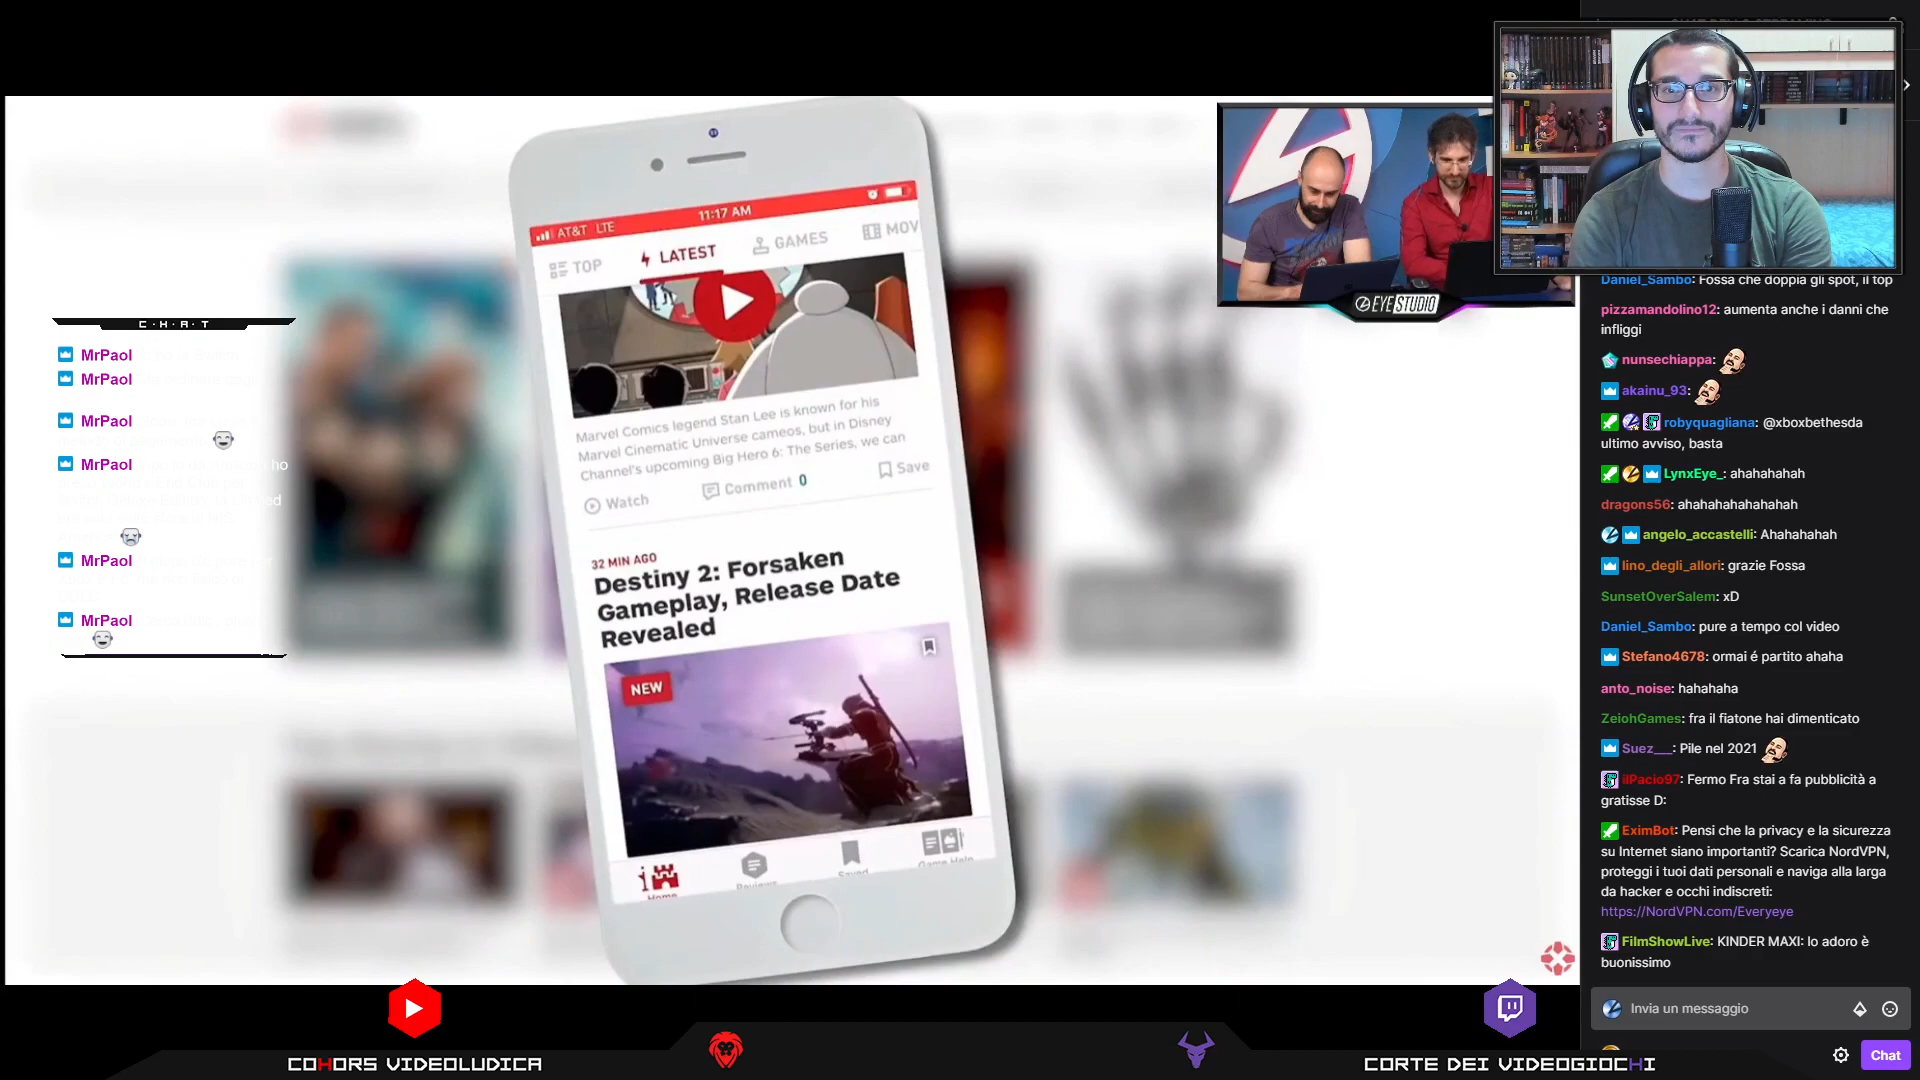 AT&T LTE
11:17 AM
TOP
LATEST
GAMES
MOV
Marvel Comics legend Stan Lee is known for his
Marvel Cinematic Universe cameos, but in Disney
Channel's upcoming Big Hero 6: The Series, we can
Watch
Comment 0
Save
32 MIN AGO
Destiny 2: Forsaken
Gameplay, Release Date
Revealed
NEW
Home
Reviews
Saved
Game Help
C·H·A·T
MrPaol
MrPaol
MrPaol
MrPaol
MrPaol
MrPaol
EYE STUDIO
Daniel_Sambo: Fossa che doppia gli spot, il top
pizzamandolino12: aumenta anche i danni che
infliggi
nunsechiappa:
akainu_93:
robyquagliana: @xboxbethesda
ultimo avviso, basta
LynxEye_: ahahahahah
dragons56: ahahahahahahahah
angelo_accastelli: Ahahahahah
lino_degli_allori: grazie Fossa
SunsetOverSalem: xD
Daniel_Sambo: pure a tempo col video
Stefano4678: ormai é partito ahaha
anto_noise: hahahaha
ZeiohGames: fra il fiatone hai dimenticato
Suez___: Pile nel 2021
ilPacio97: Fermo Fra stai a fa pubblicità a
gratisse D:
EximBot: Pensi che la privacy e la sicurezza
su Internet siano importanti? Scarica NordVPN,
proteggi i tuoi dati personali e naviga alla larga
da hacker e occhi indiscreti:
https://NordVPN.com/Everyeye
FilmShowLive: KINDER MAXI: lo adoro è
buonissimo
Invia un messaggio
Chat
COHORS VIDEOLUDICA
CORTE DEI VIDEOGIOCHI